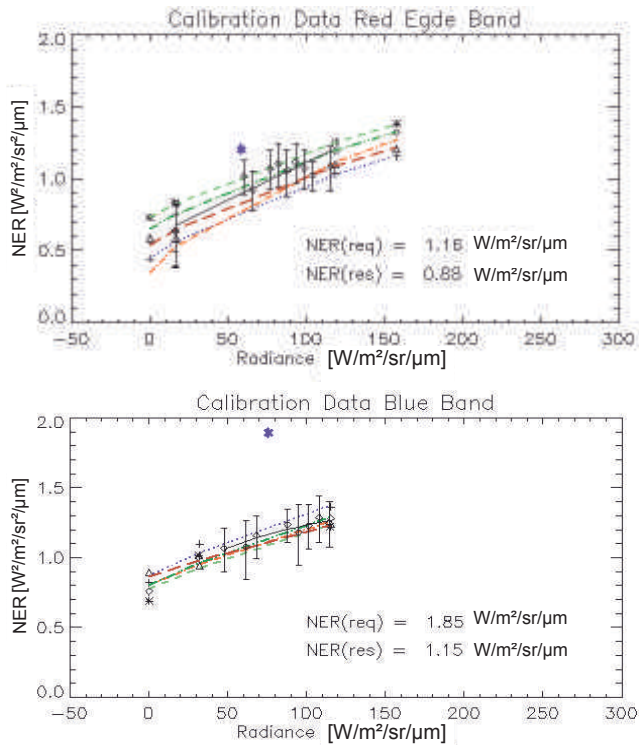 Calibration Data Red Egde Band
2.0
1.5
1.0
0.5
0.0
NER [W²/m²/sr²/µm]
NER(req) = 1.16 W/m²/sr/µm
NER(res) = 0.88 W/m²/sr/µm
-50 0 50 100 150 200 250 300
Radiance [W/m²/sr/µm]
Calibration Data Blue Band
2.0
1.5
1.0
0.5
0.0
NER [W²/m²/sr²/µm]
NER(req) = 1.85 W/m²/sr/µm
NER(res) = 1.15 W/m²/sr/µm
-50 0 50 100 150 200 250 300
Radiance [W/m²/sr/µm]